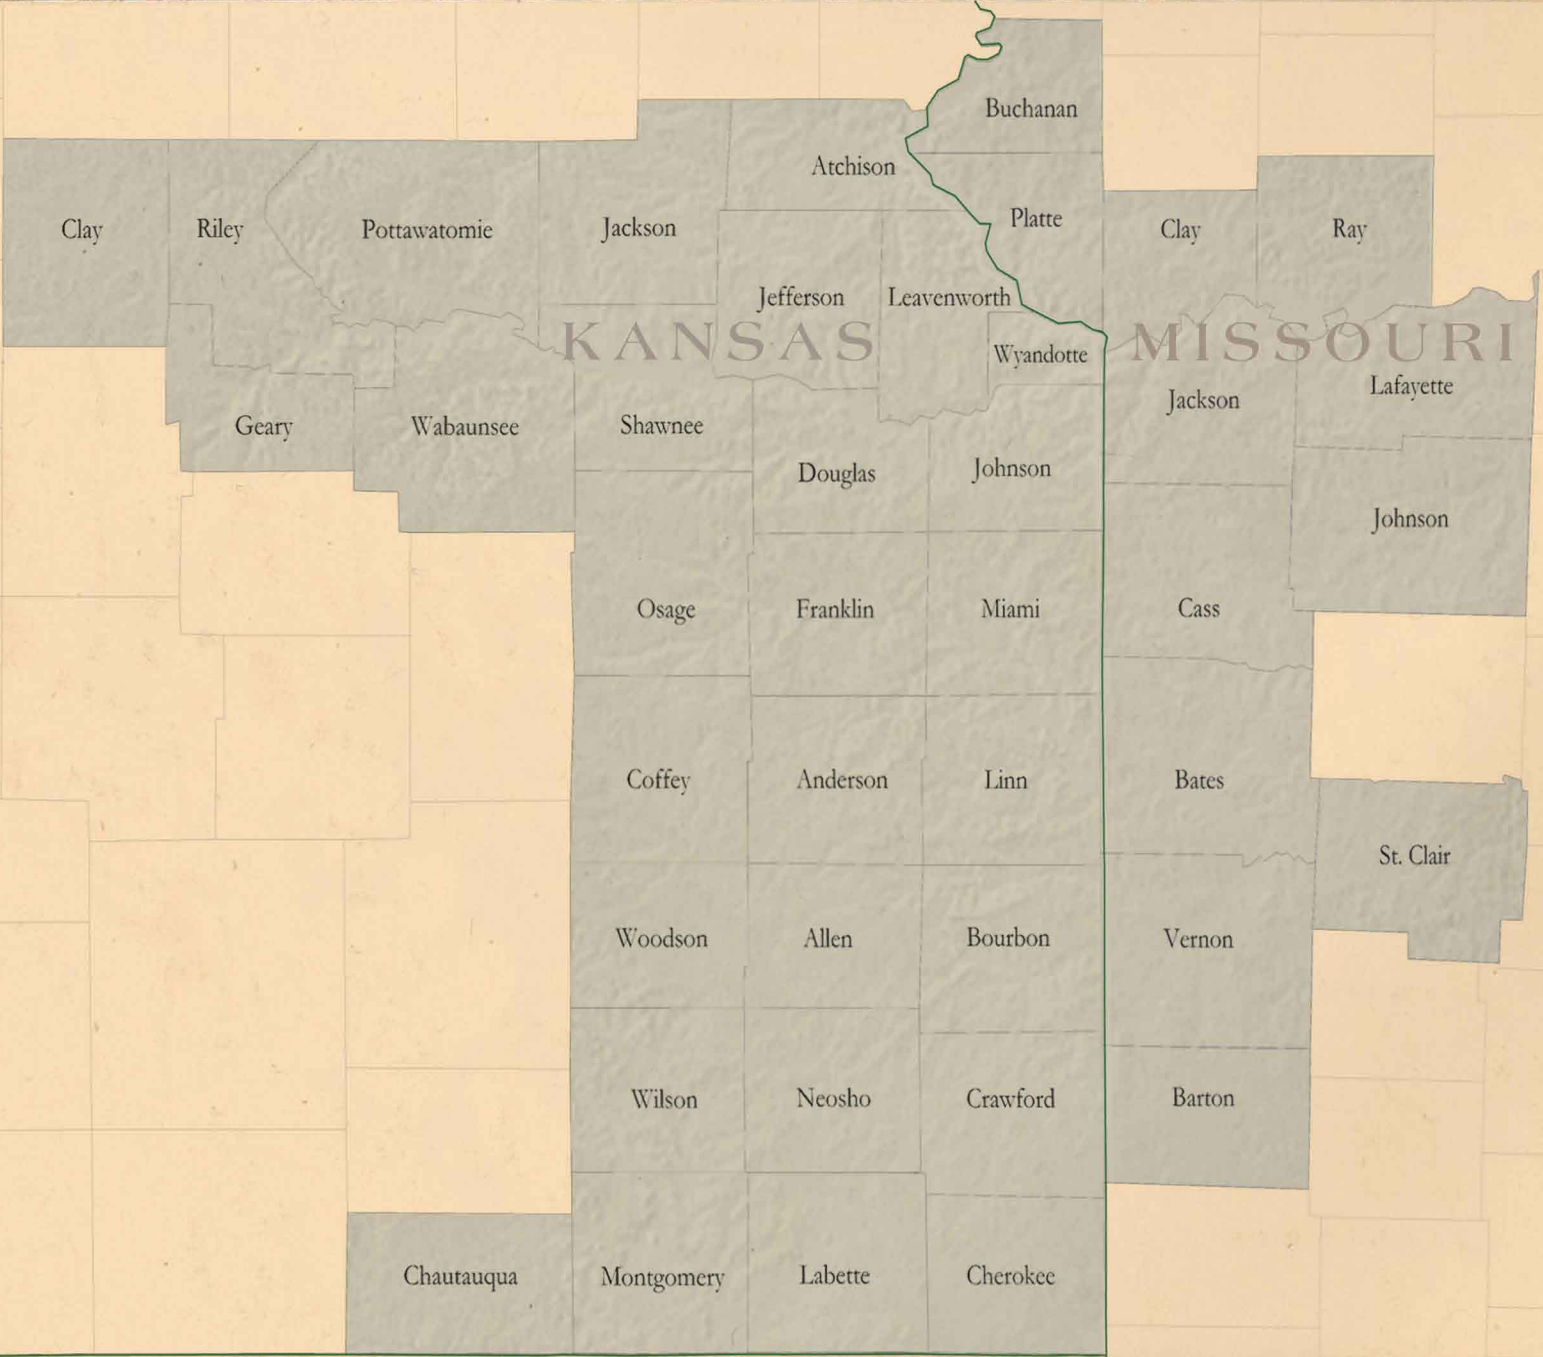 Buchanan
Atchison
Clay
Riley
Pottawatomie
Jackson
Platte
Clay
Ray
Jefferson
Leavenworth
KANSAS
MISSOURI
Wyandotte
Jackson
Lafayette
Geary
Wabaunsee
Shawnee
Douglas
Johnson
Johnson
Osage
Franklin
Miami
Cass
Coffey
Anderson
Linn
Bates
St. Clair
Woodson
Allen
Bourbon
Vernon
Wilson
Neosho
Crawford
Barton
Chautauqua
Montgomery
Labette
Cherokee